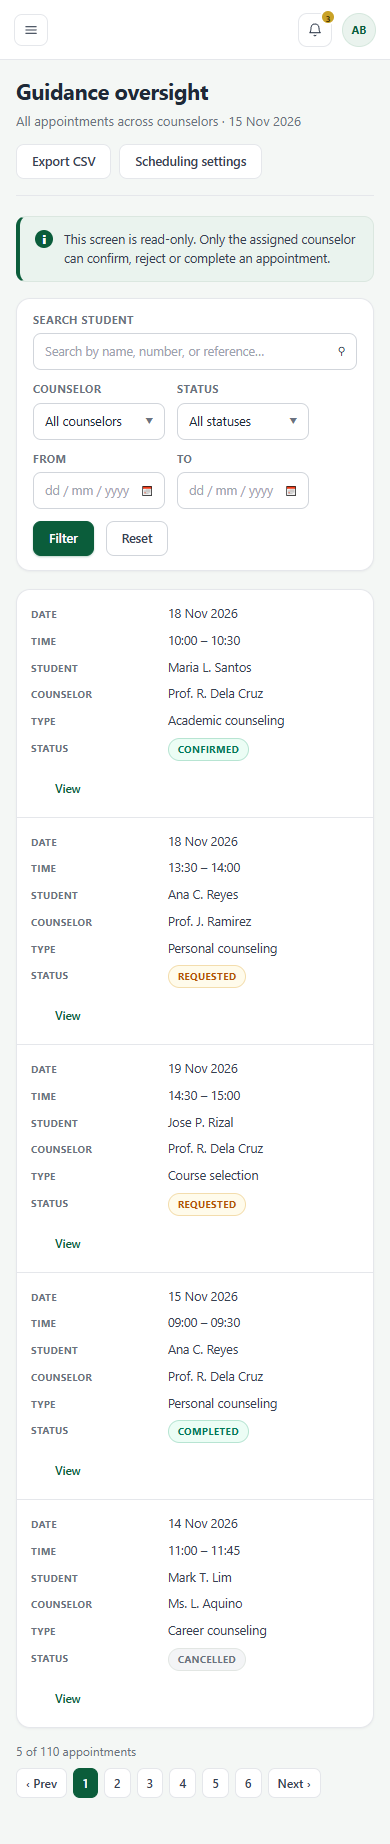 3
AB
Guidance oversight
All appointments across counselors · 15 Nov 2026
Export CSV
Scheduling settings
This screen is read-only. Only the assigned counselor
can confirm, reject or complete an appointment.
SEARCH STUDENT
Search by name, number, or reference...
COUNSELOR STATUS
All counselors All statuses
FROM TO
dd / mm / yyyy dd / mm / yyyy
Filter Reset
DATE 18 Nov 2026
TIME 10:00 – 10:30
STUDENT Maria L. Santos
COUNSELOR Prof. R. Dela Cruz
TYPE Academic counseling
STATUS CONFIRMED
View
DATE 18 Nov 2026
TIME 13:30 – 14:00
STUDENT Ana C. Reyes
COUNSELOR Prof. J. Ramirez
TYPE Personal counseling
STATUS REQUESTED
View
DATE 19 Nov 2026
TIME 14:30 – 15:00
STUDENT Jose P. Rizal
COUNSELOR Prof. R. Dela Cruz
TYPE Course selection
STATUS REQUESTED
View
DATE 15 Nov 2026
TIME 09:00 – 09:30
STUDENT Ana C. Reyes
COUNSELOR Prof. R. Dela Cruz
TYPE Personal counseling
STATUS COMPLETED
View
DATE 14 Nov 2026
TIME 11:00 – 11:45
STUDENT Mark T. Lim
COUNSELOR Ms. L. Aquino
TYPE Career counseling
STATUS CANCELLED
View
5 of 110 appointments
‹ Prev 1 2 3 4 5 6 Next ›